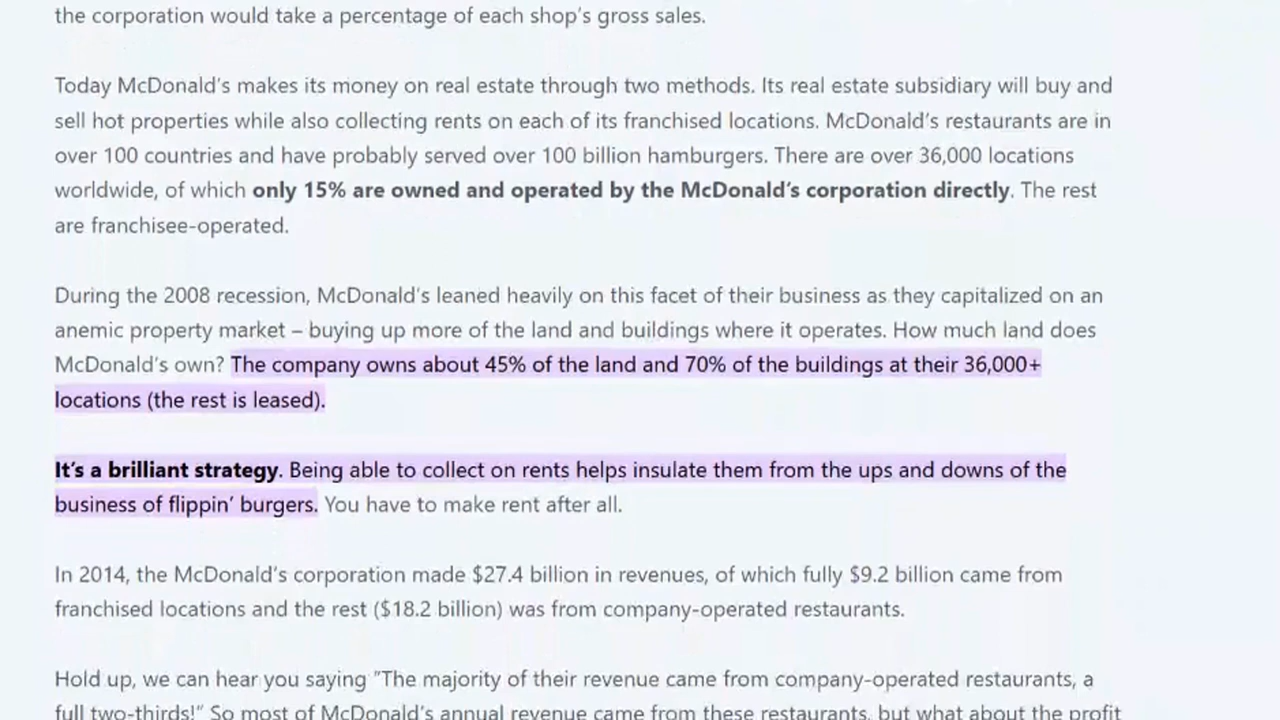 the corporation would take a percentage of each shop's gross sales.
Today McDonald's makes its money on real estate through two methods. Its real estate subsidiary will buy and
sell hot properties while also collecting rents on each of its franchised locations. McDonald's restaurants are in
over 100 countries and have probably served over 100 billion hamburgers. There are over 36,000 locations
worldwide, of which only 15% are owned and operated by the McDonald's corporation directly. The rest
are franchisee-operated.
During the 2008 recession, McDonald's leaned heavily on this facet of their business as they capitalized on an
anemic property market – buying up more of the land and buildings where it operates. How much land does
McDonald's own? The company owns about 45% of the land and 70% of the buildings at their 36,000+
locations (the rest is leased).
It's a brilliant strategy. Being able to collect on rents helps insulate them from the ups and downs of the
business of flippin' burgers. You have to make rent after all.
In 2014, the McDonald's corporation made $27.4 billion in revenues, of which fully $9.2 billion came from
franchised locations and the rest ($18.2 billion) was from company-operated restaurants.
Hold up, we can hear you saying "The majority of their revenue came from company-operated restaurants, a
full two-thirds!" So most of McDonald's annual revenue came from these restaurants, but what about the profit